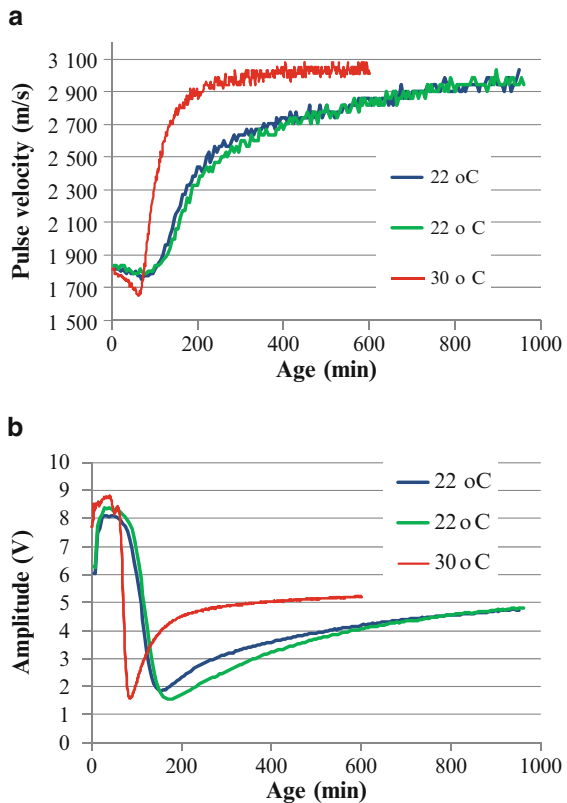 a
3 100
2 900
2 700
2 500
2 300
2 100
1 900
1 700
1 500
Pulse velocity (m/s)
22 oC
22 o C
30 o C
0 200 400 600 800 1000
Age (min)
b
10
9
8
7
6
5
4
3
2
1
0
Amplitude (V)
22 oC
22 o C
30 o C
0 200 400 600 800 1000
Age (min)